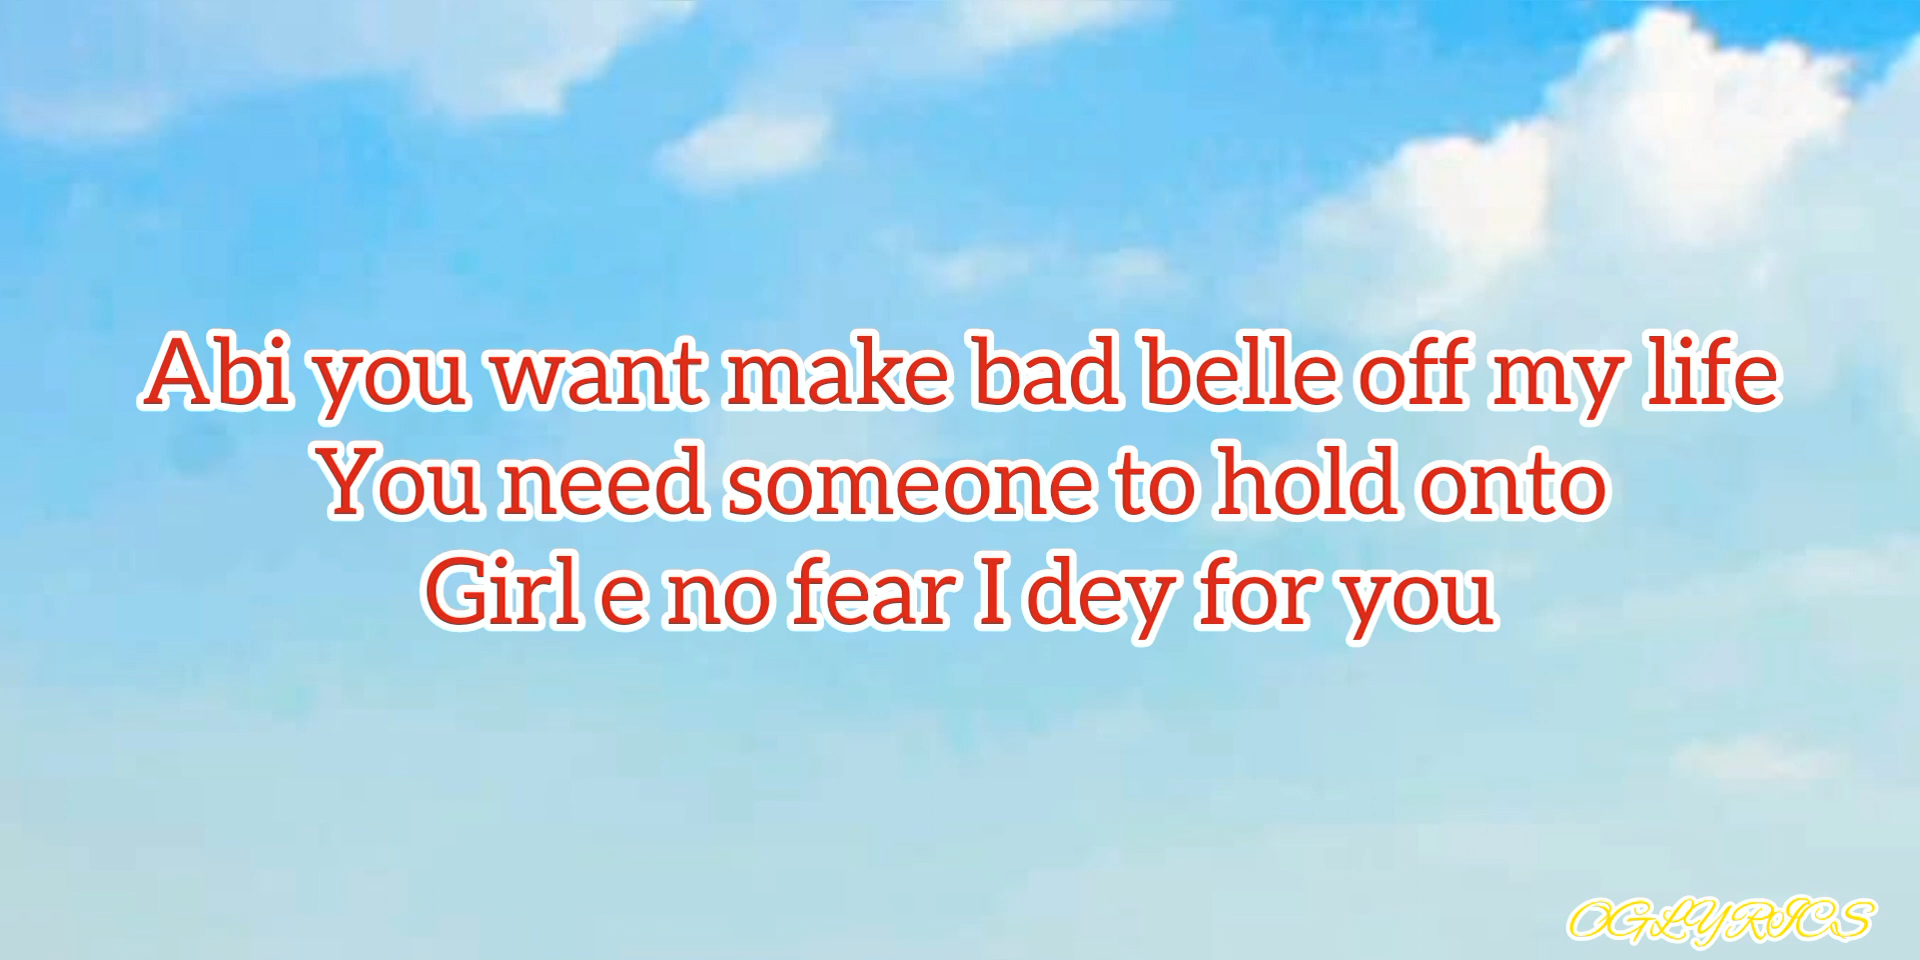 Abi you want make bad belle off my life
You need someone to hold onto
Girl e no fear I dey for you
OGLYRICS